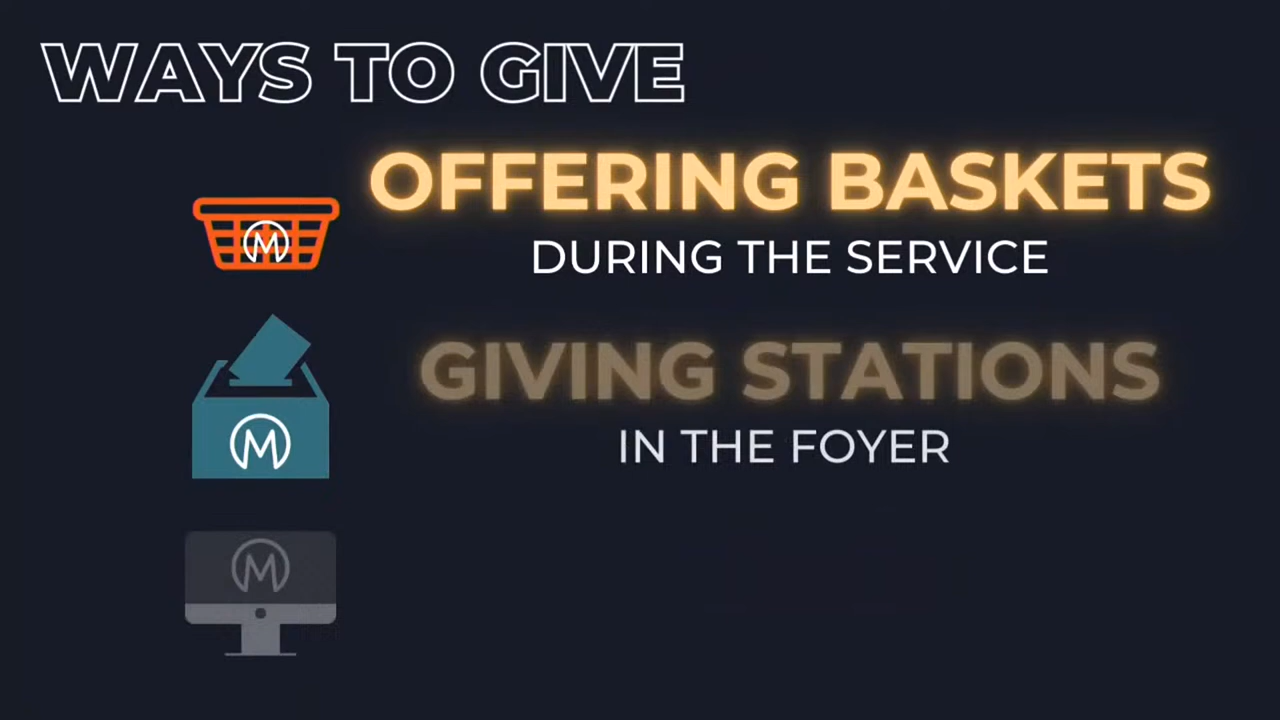 WAYS TO GIVE
OFFERING BASKETS
DURING THE SERVICE
M
GIVING STATIONS
IN THE FOYER
M
M